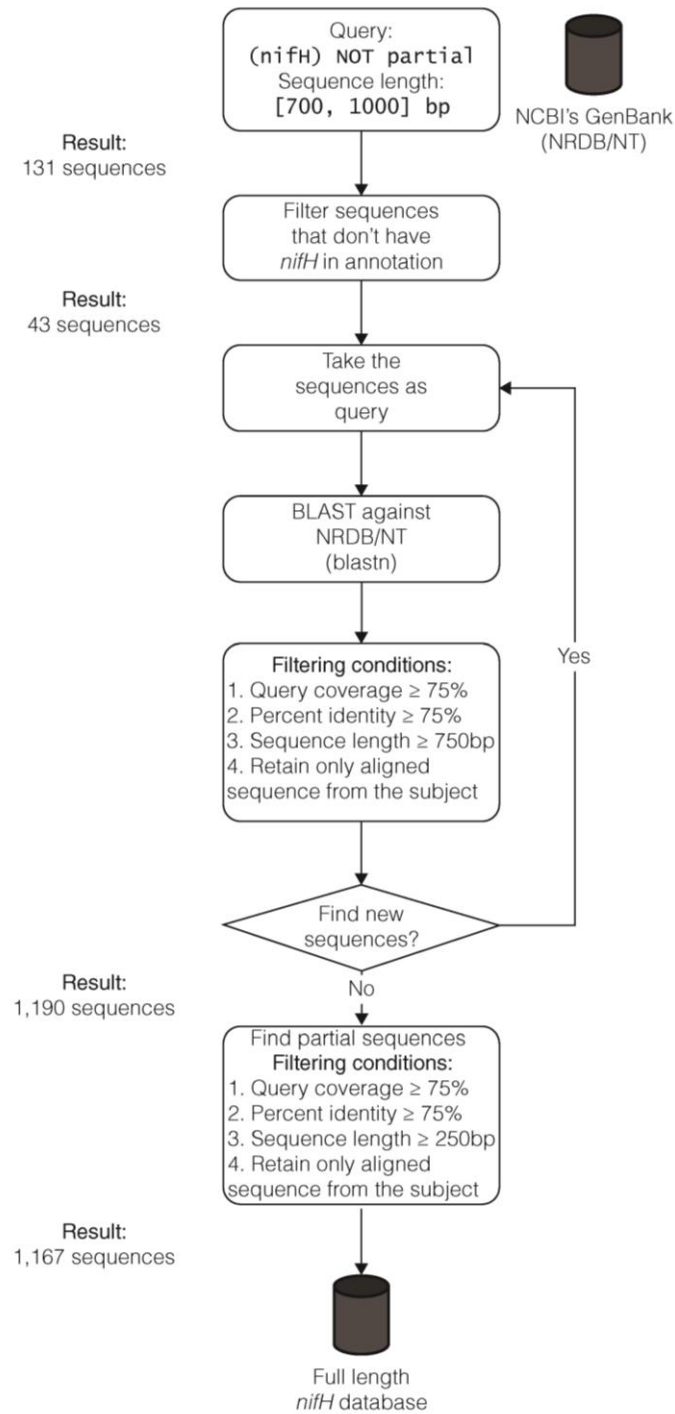 Query:
(nifH) NOT partial
Sequence length:
[700, 1000] bp
NCBI's GenBank
(NRDB/NT)
Result:
131 sequences
Filter sequences
that don't have
nifH in annotation
Result:
43 sequences
Take the
sequences as
query
BLAST against
NRDB/NT
(blastn)
Filtering conditions:
1. Query coverage ≥ 75%
2. Percent identity ≥ 75%
3. Sequence length ≥ 750bp
4. Retain only aligned
sequence from the subject
Yes
Find new
sequences?
Result:
1,190 sequences
No
Find partial sequences
Filtering conditions:
1. Query coverage ≥ 75%
2. Percent identity ≥ 75%
3. Sequence length ≥ 250bp
4. Retain only aligned
sequence from the subject
Result:
1,167 sequences
Full length
nifH database